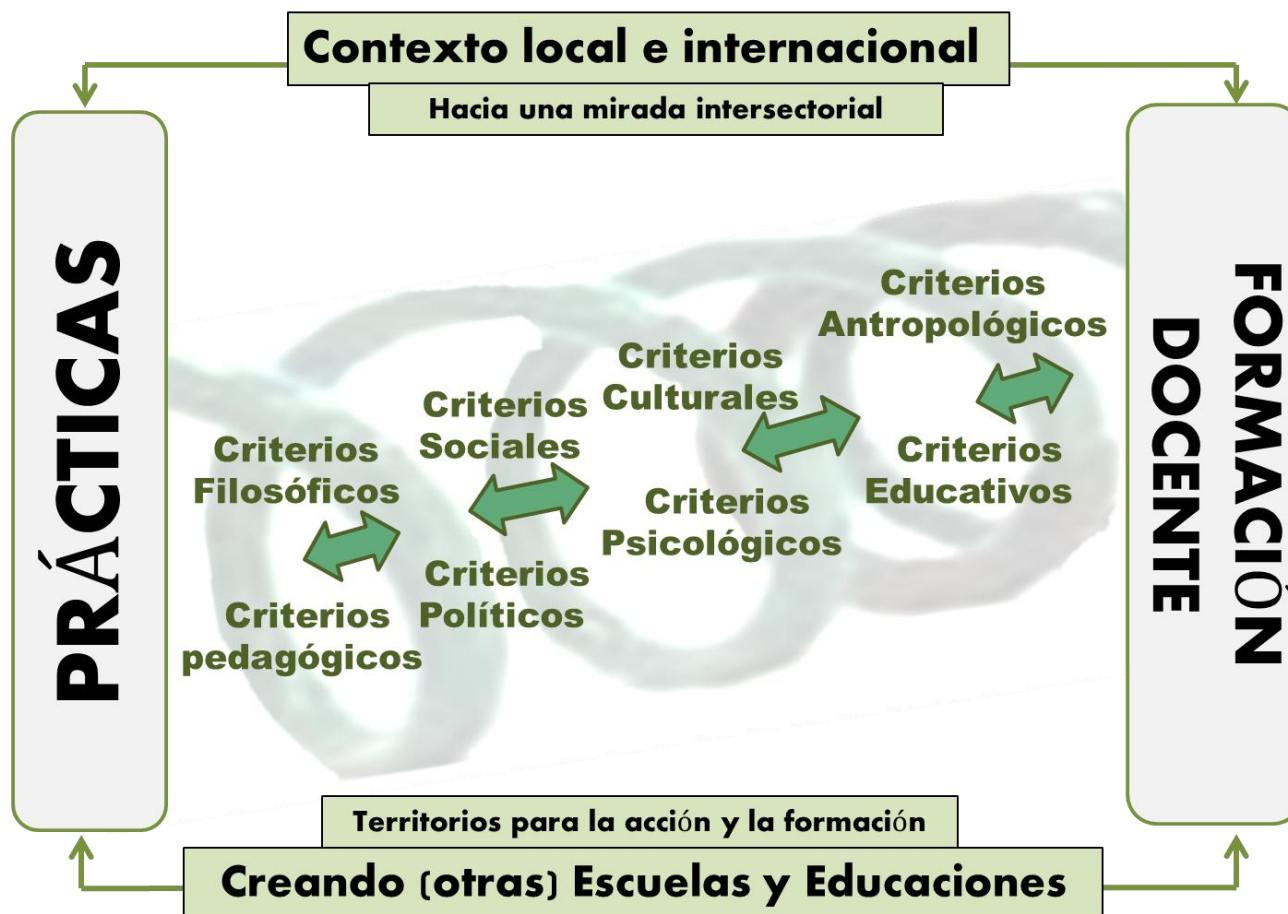 Contexto local e internacional
Hacia una mirada intersectorial
PRÁCTICAS
Criterios
Filosóficos
Criterios
pedagógicos
Criterios
Sociales
Criterios
Políticos
Criterios
Culturales
Criterios
Psicológicos
Criterios
Antropológicos
Criterios
Educativos
FORMACIÓN
DOCENTE
Territorios para la acción y la formación
Creando (otras) Escuelas y Educaciones